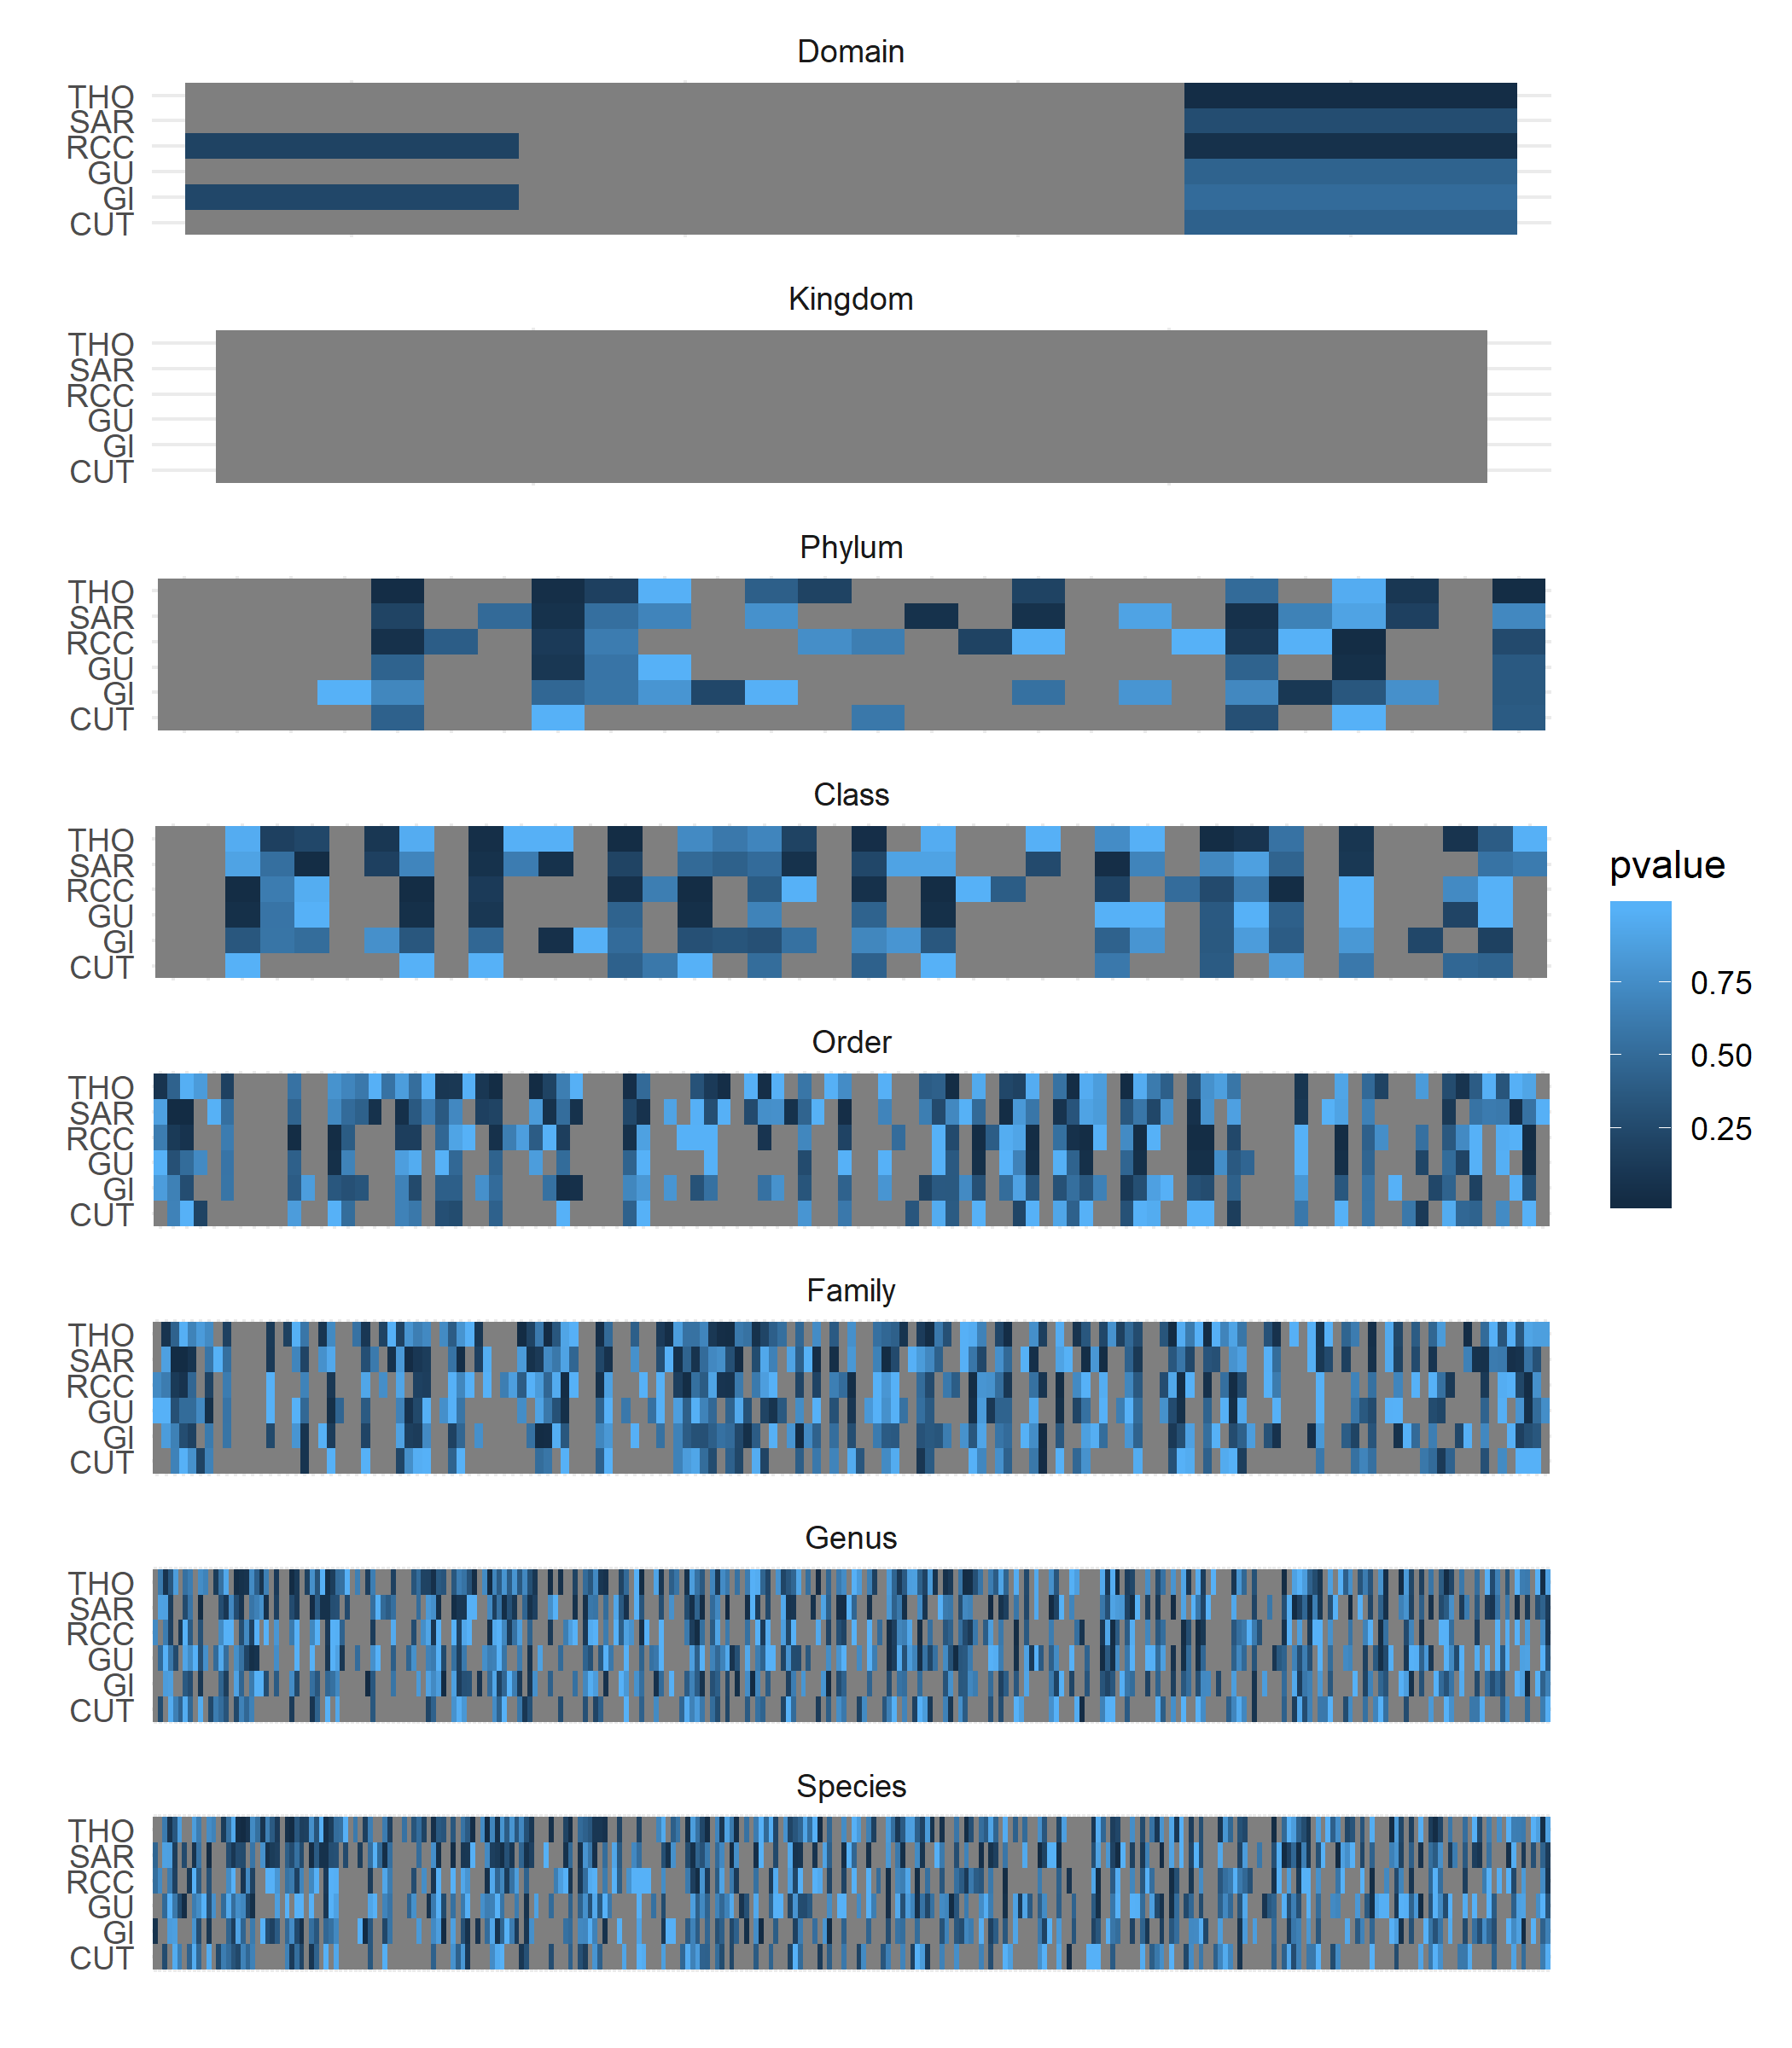 Domain
THO
SAR
RCC
GU
GI
CUT
Kingdom
THO
SAR
RCC
GU
GI
CUT
Phylum
THO
SAR
RCC
GU
GI
CUT
Class
THO
SAR
RCC
GU
GI
CUT
pvalue
0.75
0.50
0.25
Order
THO
SAR
RCC
GU
GI
CUT
Family
THO
SAR
RCC
GU
GI
CUT
Genus
THO
SAR
RCC
GU
GI
CUT
Species
THO
SAR
RCC
GU
GI
CUT